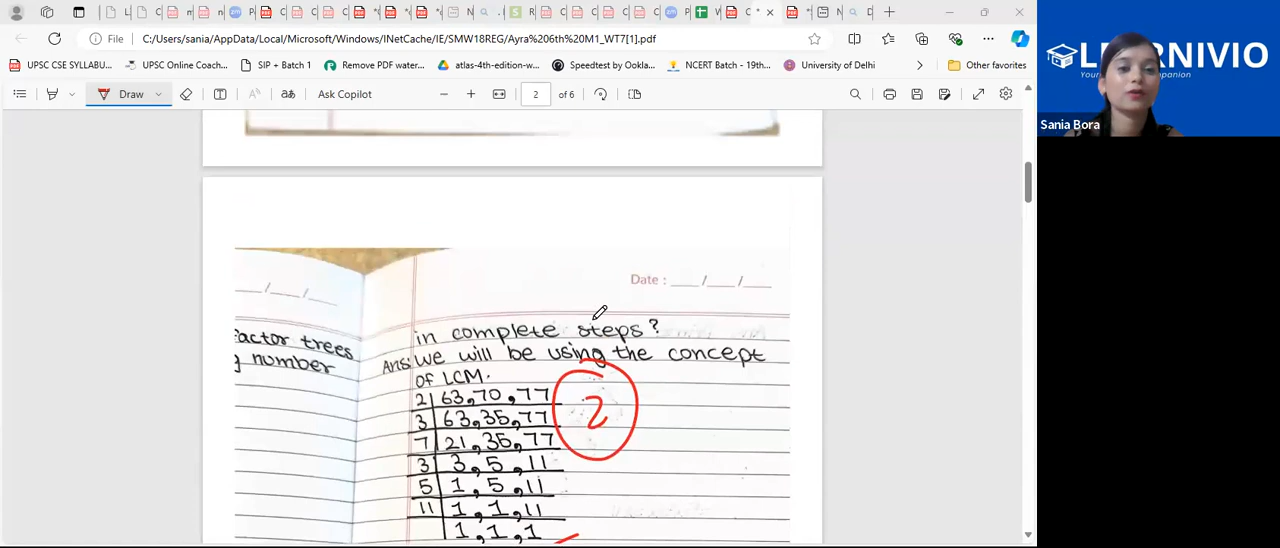 File
C:/Users/sania/AppData/Local/Microsoft/Windows/INetCache/IE/SMW18REG/Ayra%206th%20M1_WT7[1].pdf
UPSC CSE SYLLABU...
UPSC Online Coach...
SIP + Batch 1
Remove PDF water...
atlas-4th-edition-w...
Speedtest by Ookla...
NCERT Batch - 19th...
University of Delhi
Other favorites
Draw
Ask Copilot
2 of 6
LEARNIVIO
Sania Bora
Date : ___/___/___
in complete steps?
Factor trees
number
Ans: We will be using the concept
of LCM.
2 | 63, 70, 77
3 | 63, 35, 77
7 | 21, 35, 77
3 | 3, 5, 11
5 | 1, 5, 11
11 | 1, 1, 11
1, 1, 1
2